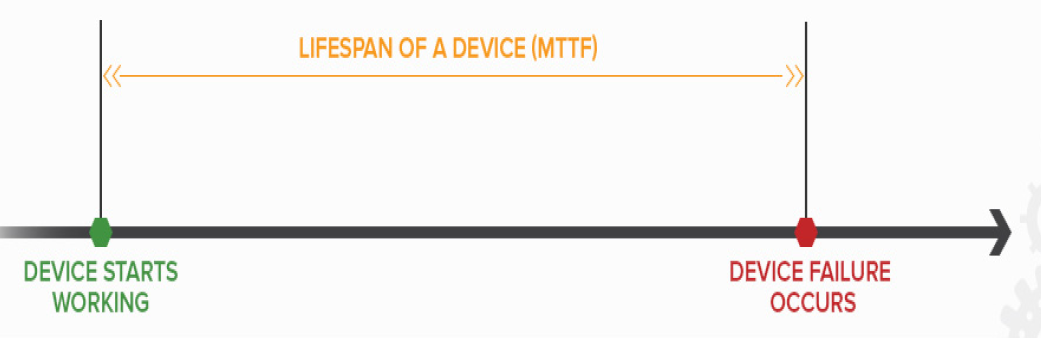 LIFESPAN OF A DEVICE (MTTF)
DEVICE STARTS
WORKING
DEVICE FAILURE
OCCURS